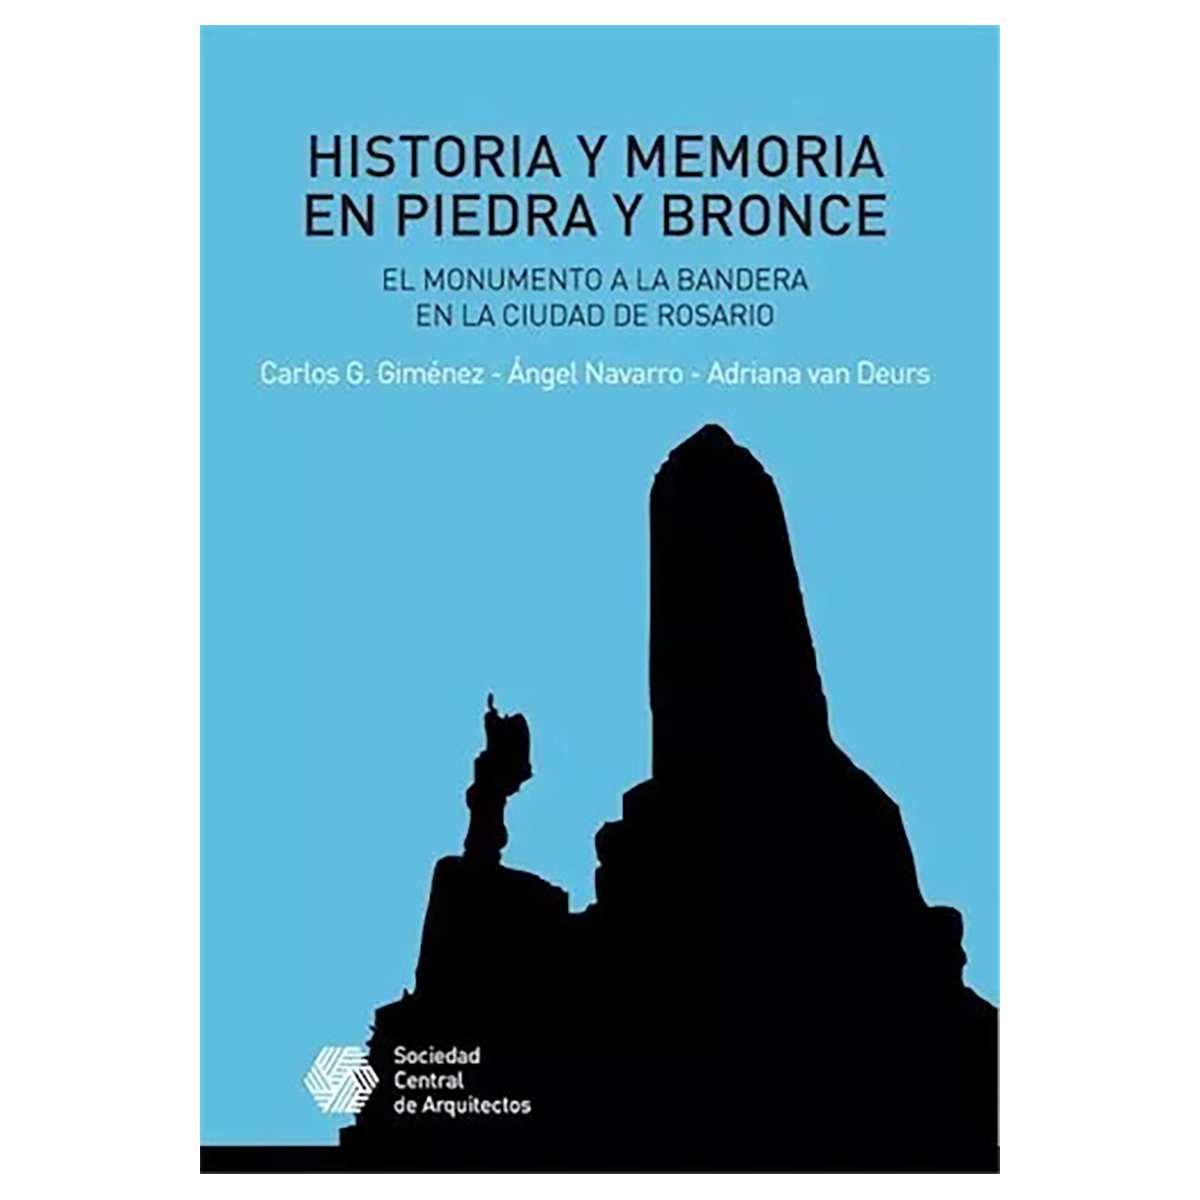 HISTORIA Y MEMORIA
EN PIEDRA Y BRONCE
EL MONUMENTO A LA BANDERA
EN LA CIUDAD DE ROSARIO
Carlos G. Giménez - Ángel Navarro - Adriana van Deurs
Sociedad
Central
de Arquitectos